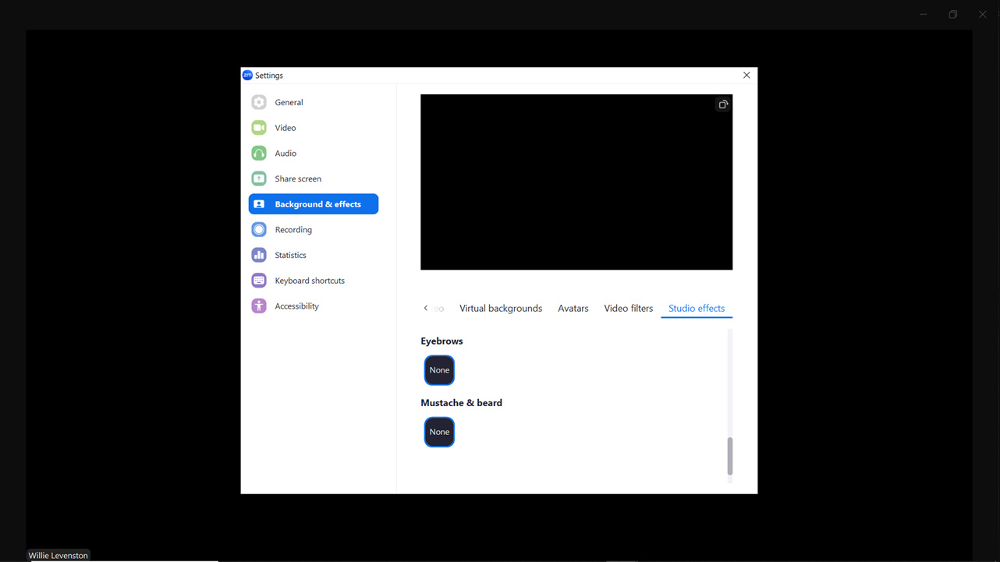 zm Settings
General
Video
Audio
Share screen
Background & effects
Recording
Statistics
Keyboard shortcuts
Accessibility
eo Virtual backgrounds Avatars Video filters Studio effects
Eyebrows
None
Mustache & beard
None
Willie Levenston